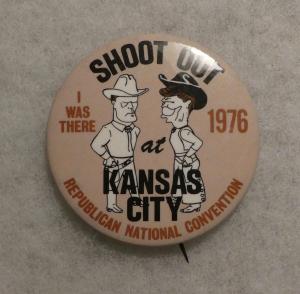 SHOOT OUT
I
WAS
THERE
1976
at
KANSAS
CITY
REPUBLICAN NATIONAL CONVENTION